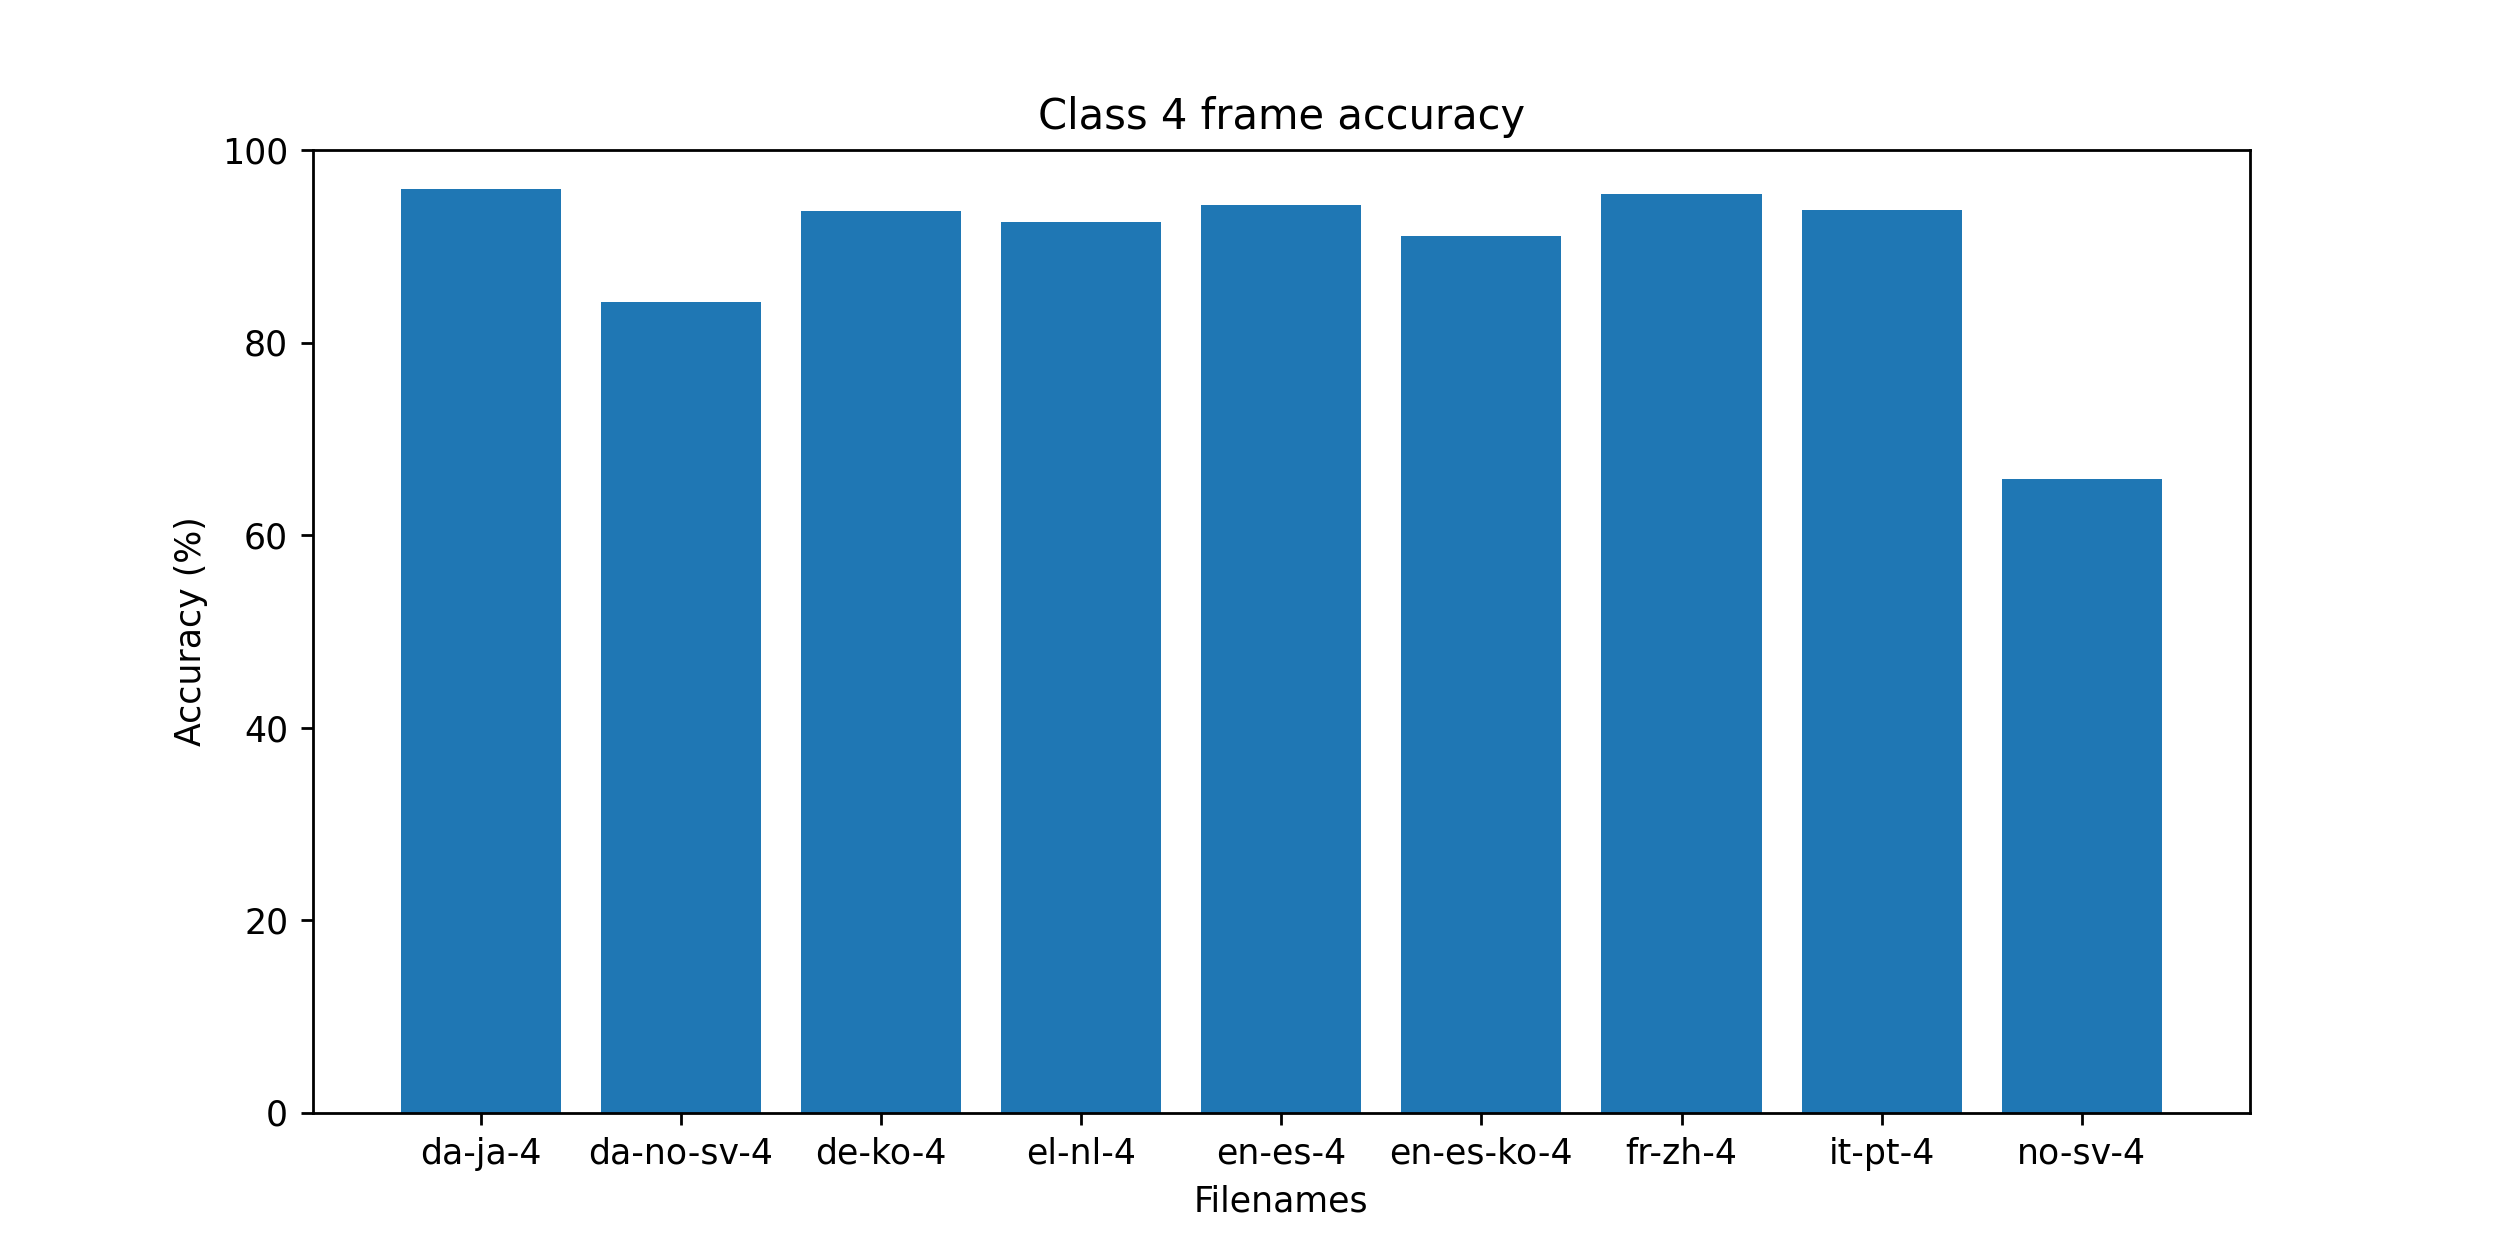 Class 4 frame accuracy
100
80
60
40
20
0
Accuracy (%)
da-ja-4 da-no-sv-4 de-ko-4 el-nl-4 en-es-4 en-es-ko-4 fr-zh-4 it-pt-4 no-sv-4
Filenames